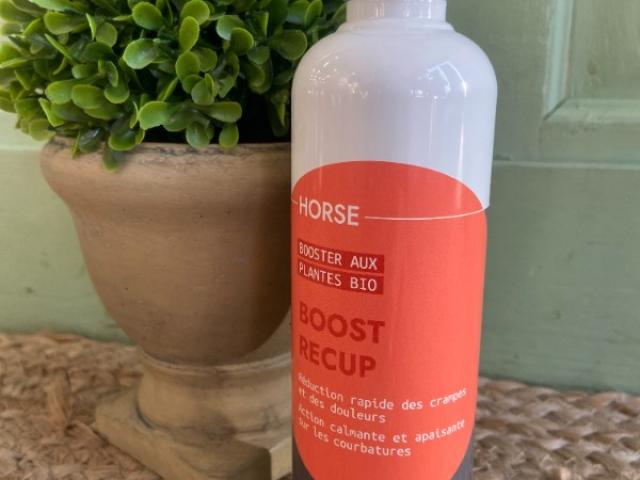 HORSE
BOOSTER AUX
PLANTES BIO
BOOST
RECUP
Réduction rapide des crampes
et des douleurs
Action calmante et apaisante
sur les courbatures